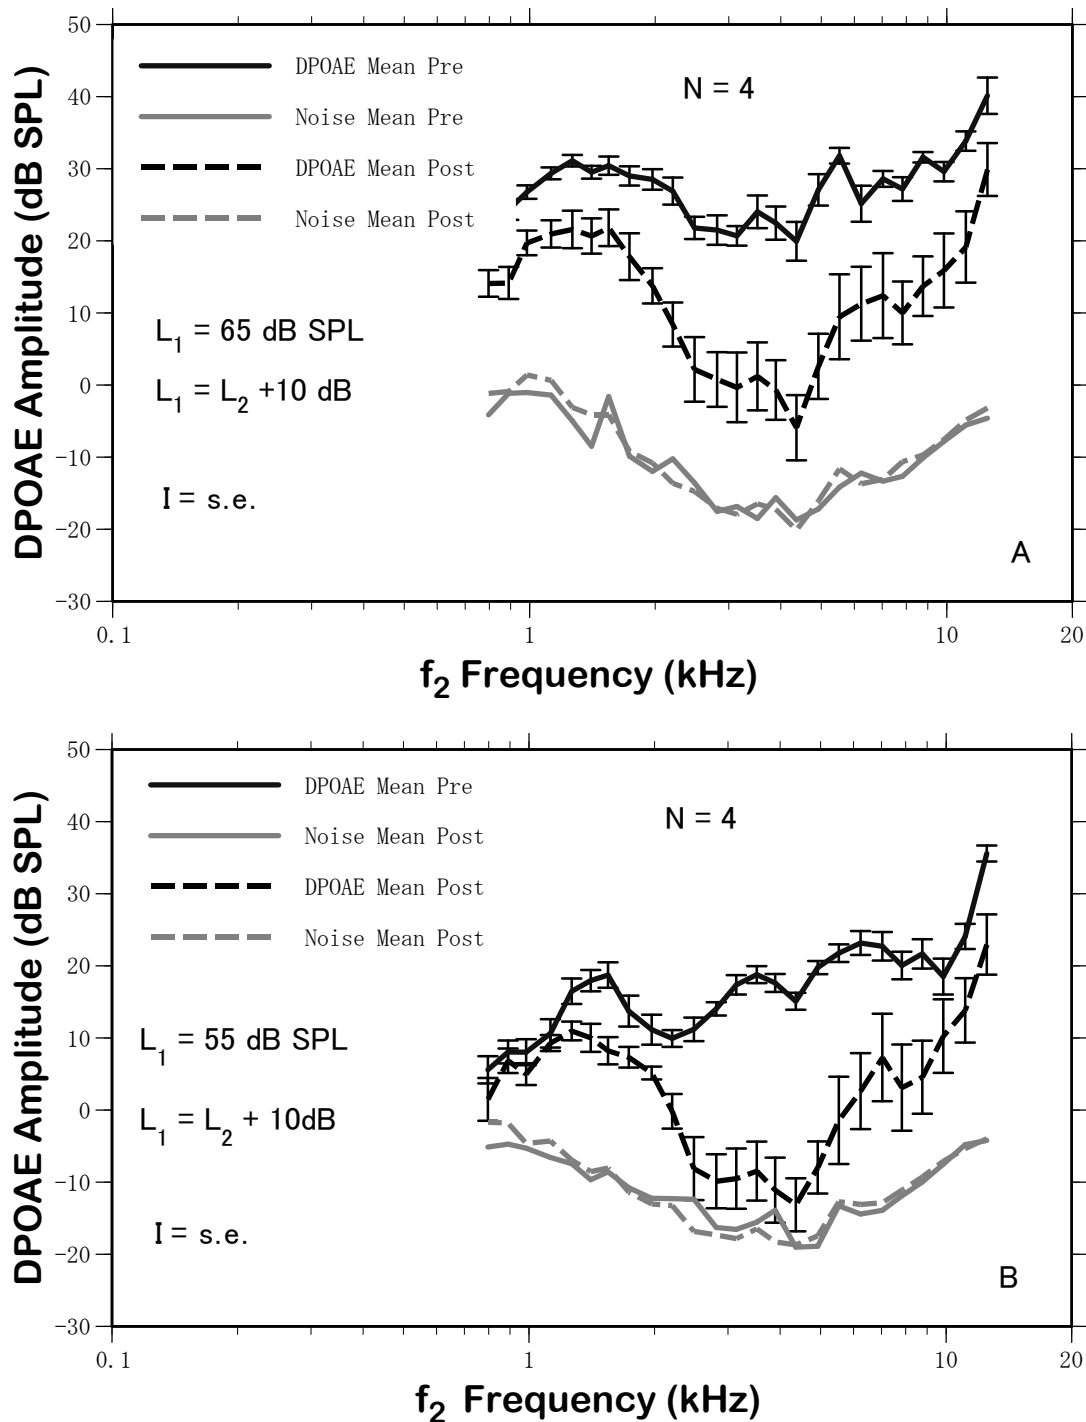 50
40
30
20
10
0
-10
-20
-30
DPOAE Amplitude (dB SPL)
DPOAE Mean Pre
Noise Mean Pre
DPOAE Mean Post
Noise Mean Post
N = 4
L1 = 65 dB SPL
L1 = L2 +10 dB
I = s.e.
A
0.1 1 10 20
f2 Frequency (kHz)
50
40
30
20
10
0
-10
-20
-30
DPOAE Amplitude (dB SPL)
DPOAE Mean Pre
Noise Mean Post
DPOAE Mean Post
Noise Mean Post
N = 4
L1 = 55 dB SPL
L1 = L2 + 10dB
I = s.e.
B
0.1 1 10 20
f2 Frequency (kHz)